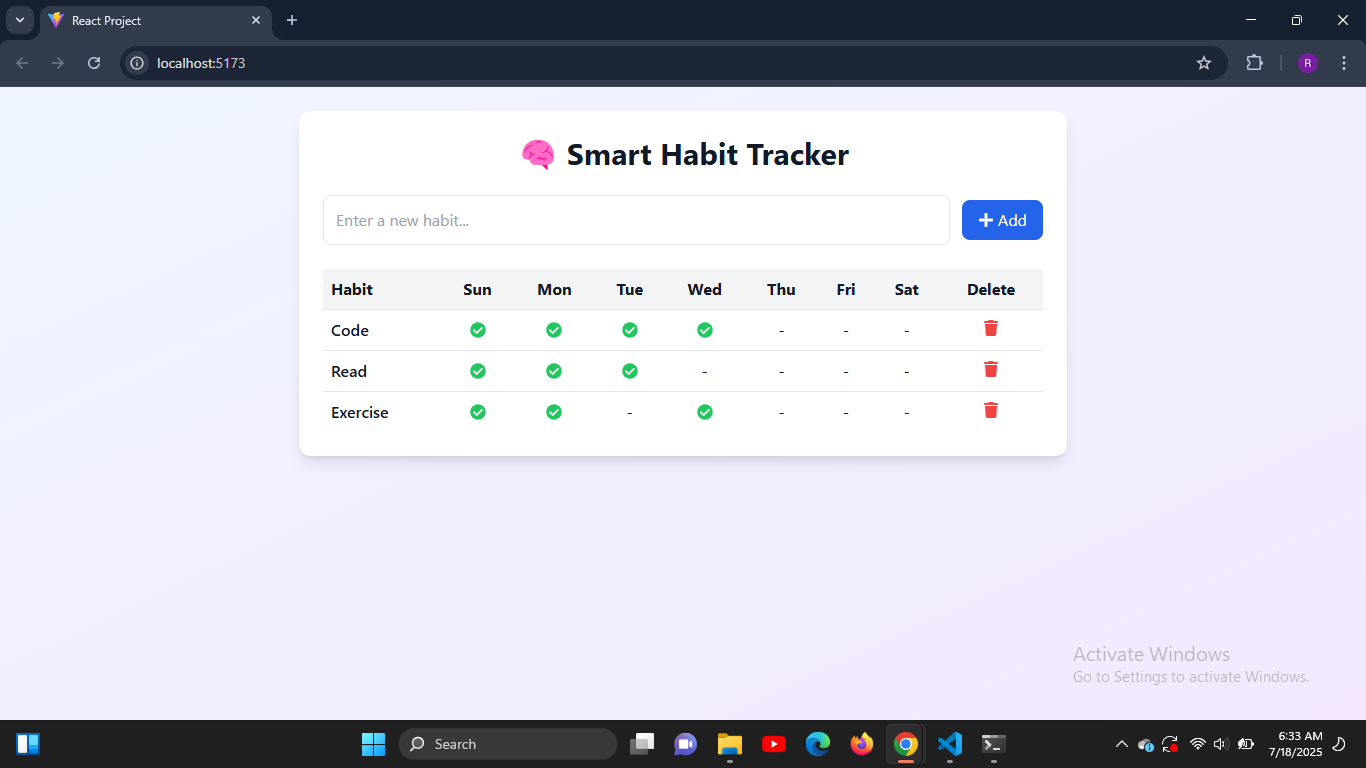 React Project
localhost:5173
R
Smart Habit Tracker
Enter a new habit...
Add
Habit Sun Mon Tue Wed Thu Fri Sat Delete
Code - - -
Read - - - -
Exercise - - - -
Activate Windows
Go to Settings to activate Windows.
Search
6:33 AM
7/18/2025